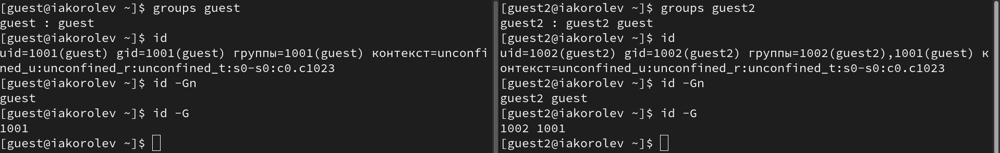 [guest@iakorolev ~]$ groups guest
guest : guest
[guest@iakorolev ~]$ id
uid=1001(guest) gid=1001(guest) группы=1001(guest) контекст=unconfi
ned_u:unconfined_r:unconfined_t:s0-s0:c0.c1023
[guest@iakorolev ~]$ id -Gn
guest
[guest@iakorolev ~]$ id -G
1001
[guest@iakorolev ~]$
[guest2@iakorolev ~]$ groups guest2
guest2 : guest2 guest
[guest2@iakorolev ~]$ id
uid=1002(guest2) gid=1002(guest2) группы=1002(guest2),1001(guest) к
онтекст=unconfined_u:unconfined_r:unconfined_t:s0-s0:c0.c1023
[guest2@iakorolev ~]$ id -Gn
guest2 guest
[guest2@iakorolev ~]$ id -G
1002 1001
[guest2@iakorolev ~]$